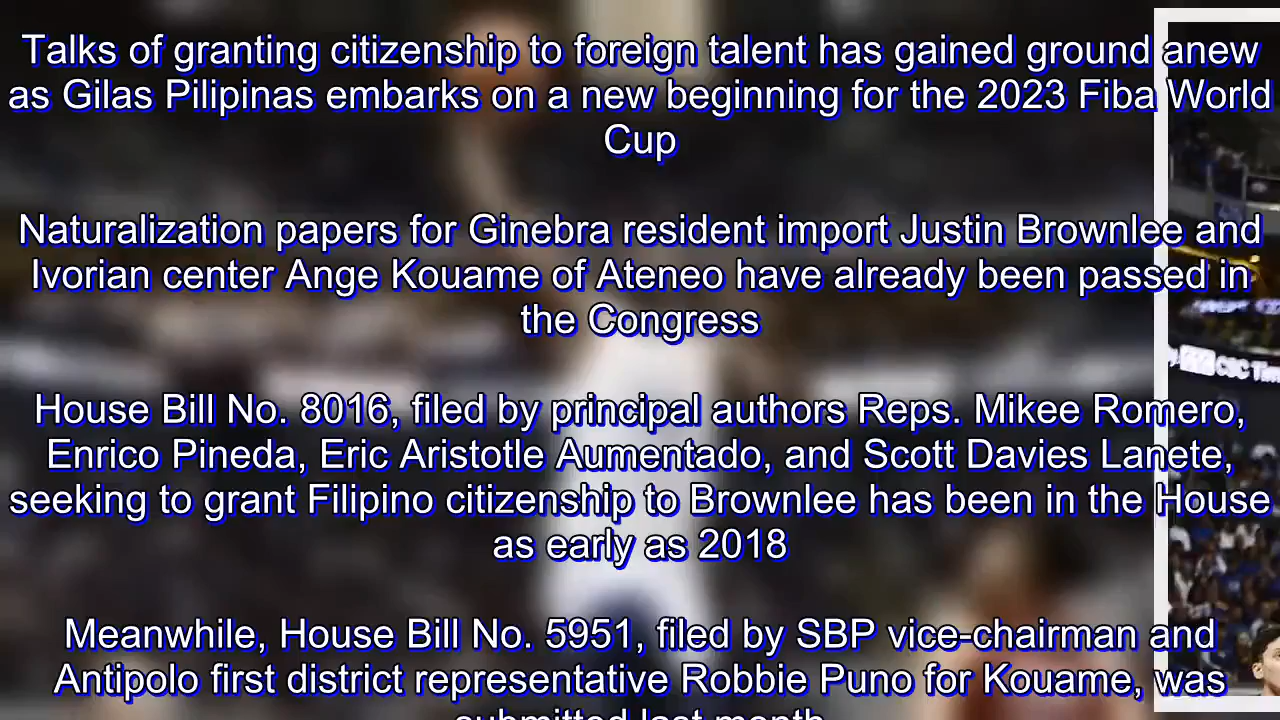 Talks of granting citizenship to foreign talent has gained ground anew
as Gilas Pilipinas embarks on a new beginning for the 2023 Fiba World
Cup
Naturalization papers for Ginebra resident import Justin Brownlee and
Ivorian center Ange Kouame of Ateneo have already been passed in
the Congress
House Bill No. 8016, filed by principal authors Reps. Mikee Romero,
Enrico Pineda, Eric Aristotle Aumentado, and Scott Davies Lanete,
seeking to grant Filipino citizenship to Brownlee has been in the House
as early as 2018
Meanwhile, House Bill No. 5951, filed by SBP vice-chairman and
Antipolo first district representative Robbie Puno for Kouame, was
submitted last month